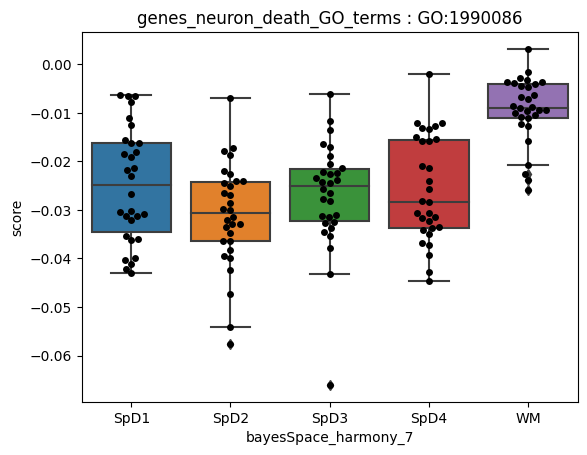 genes_neuron_death_GO_terms : GO:1990086
0.00
−0.01
−0.02
−0.03
−0.04
−0.05
−0.06
score
SpD1 SpD2 SpD3 SpD4 WM
bayesSpace_harmony_7